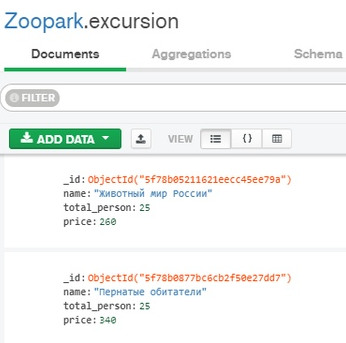 Zoopark.excursion
Documents Aggregations Schema
FILTER
ADD DATA VIEW {}
_id: ObjectId("5f78b05211621eecc45ee79a")
name: "Животный мир России"
total_person: 25
price: 260
_id: ObjectId("5f78b0877bc6cb2f50e27dd7")
name: "Пернатые обитатели"
total_person: 25
price: 340